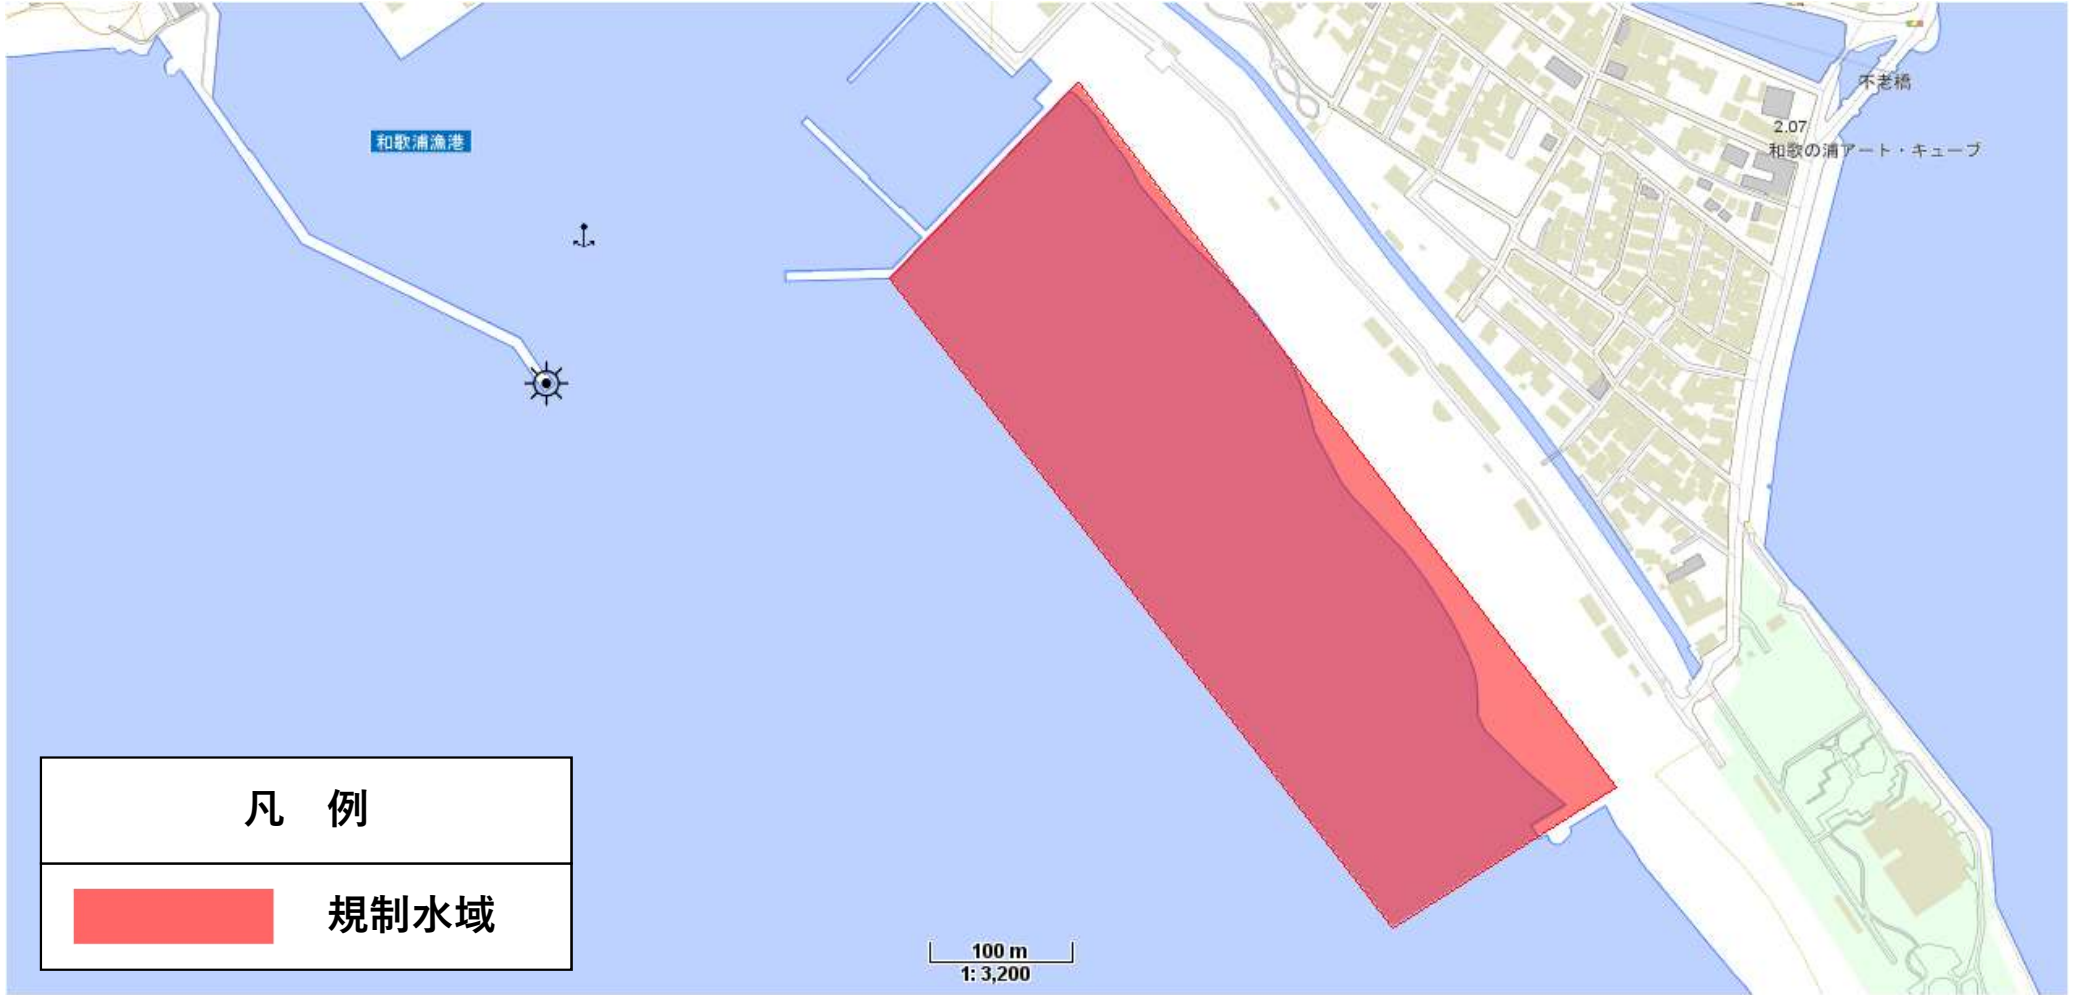 不老橋
2.07
和歌の浦アート・キューブ
和歌浦漁港
凡 例
規制水域
100 m
1: 3,200